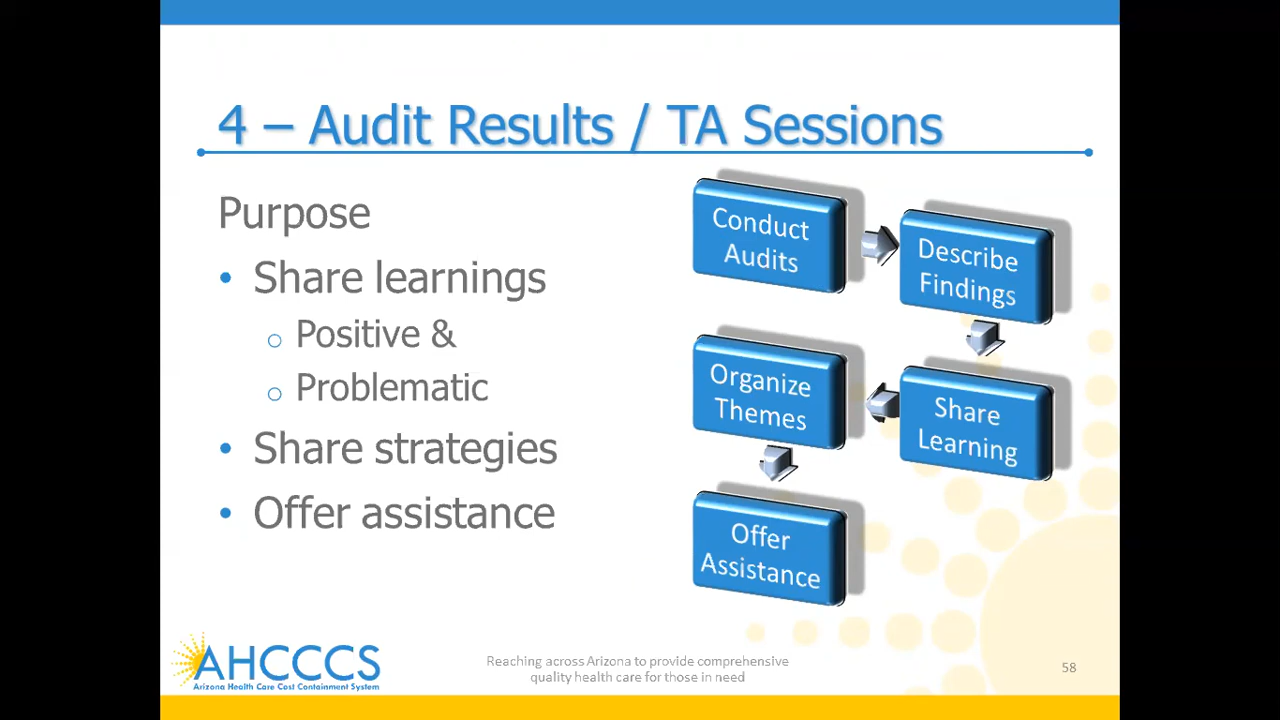 4 – Audit Results / TA Sessions
Purpose
• Share learnings
o Positive &
o Problematic
• Share strategies
• Offer assistance
Conduct
Audits
Describe
Findings
Share
Learning
Organize
Themes
Offer
Assistance
AHCCCS
Arizona Health Care Cost Containment System
Reaching across Arizona to provide comprehensive
quality health care for those in need
58